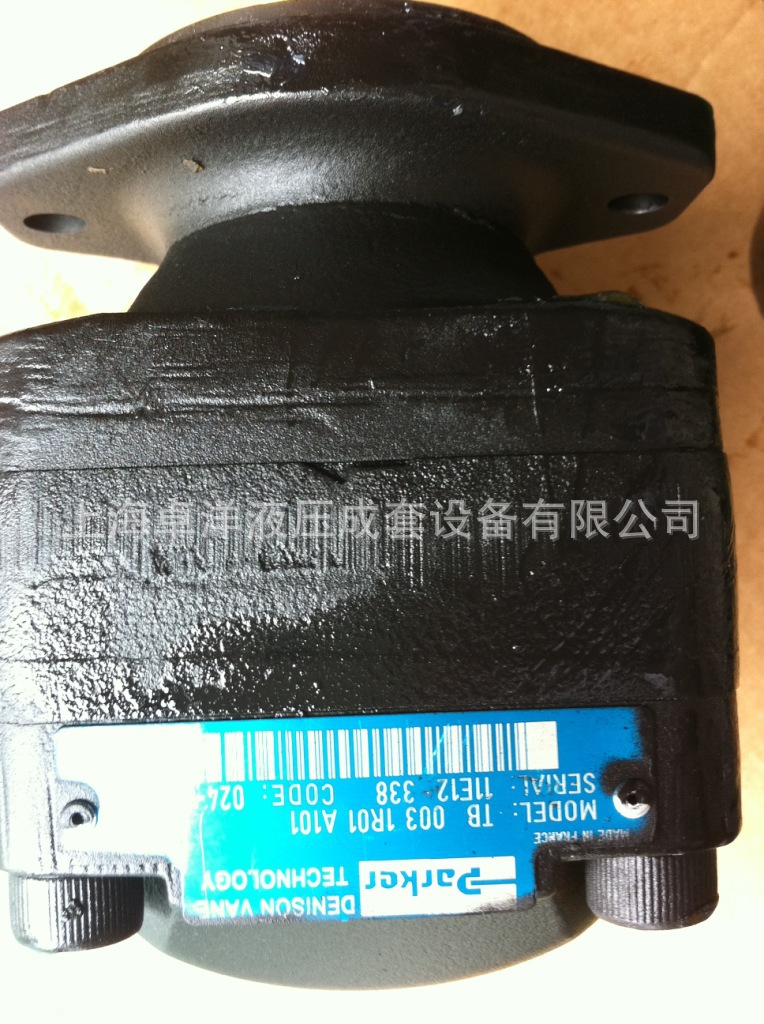 上海卓洋液压成套设备有限公司
Parker
DENISON VANE
TECHNOLOGY
MADE IN FRANCE
MODEL: TB 003 1R01 A101
SERIAL: 11E12 338 CODE: 024